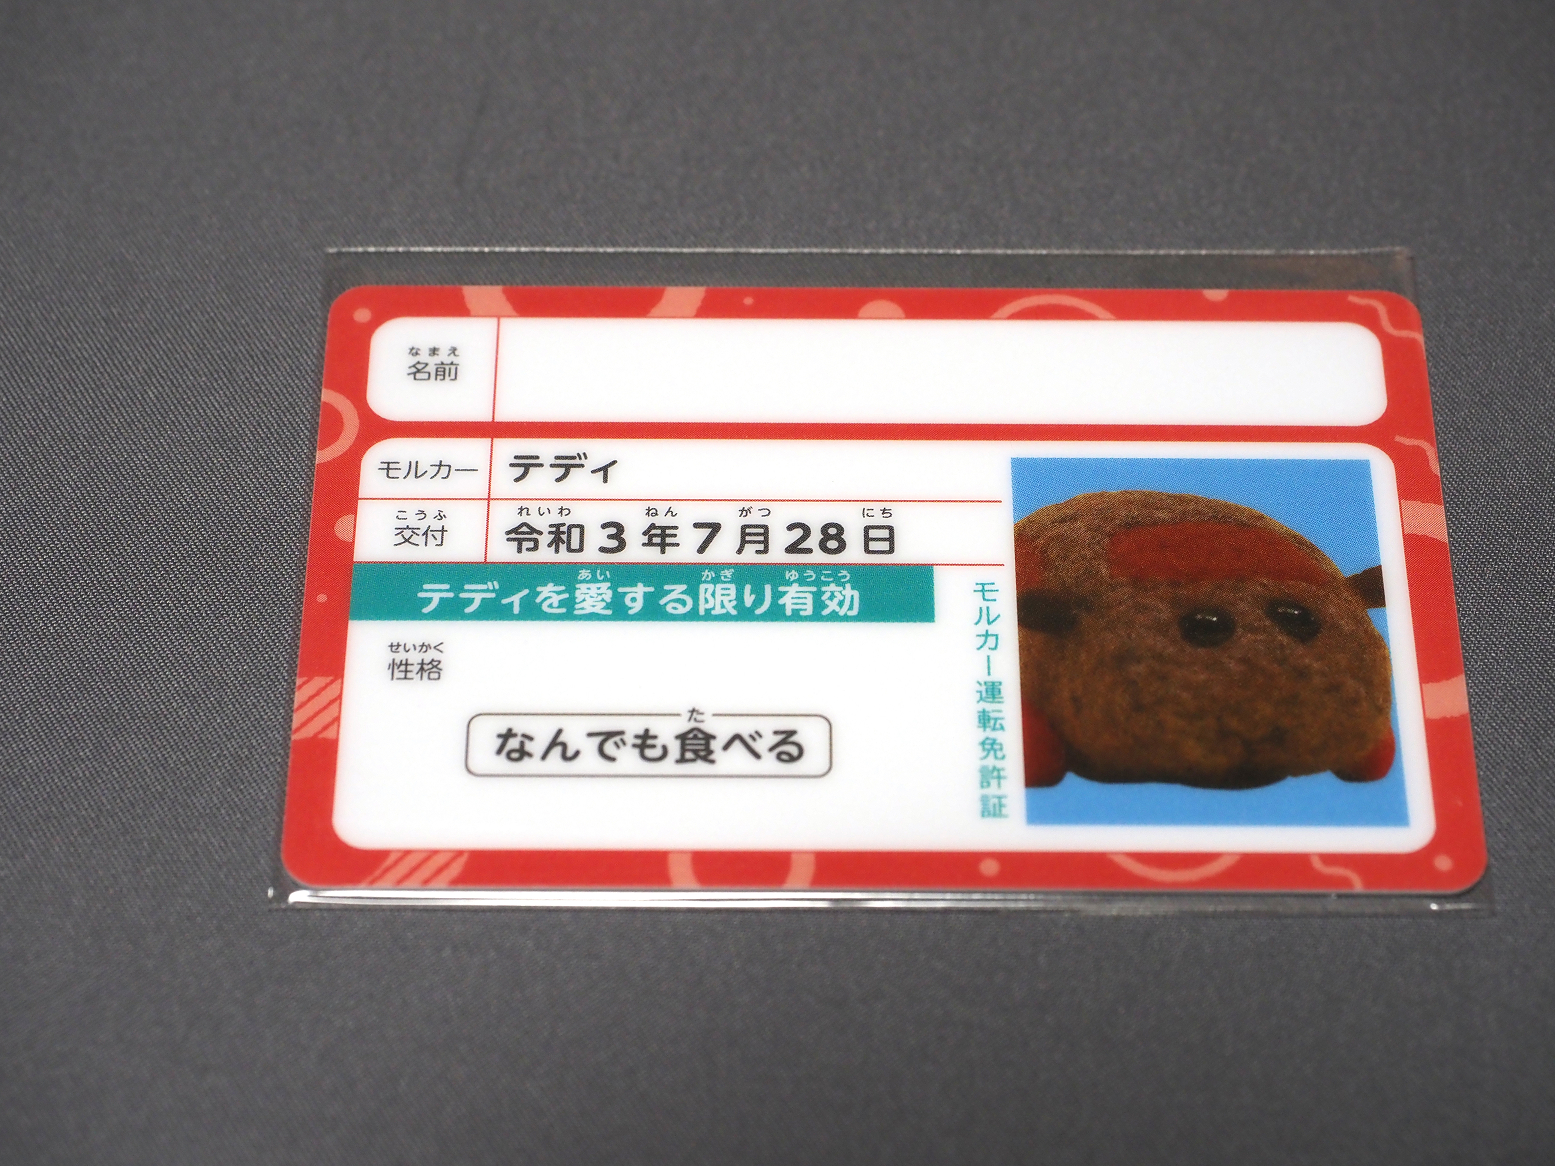 なまえ
名前
モルカー テディ
こうふ れいわ ねん がつ にち
交付 令和3年7月28日
あい かぎ ゆうこう
テディを愛する限り有効
せいかく
性格
た
なんでも食べる
モルカー運転免許証